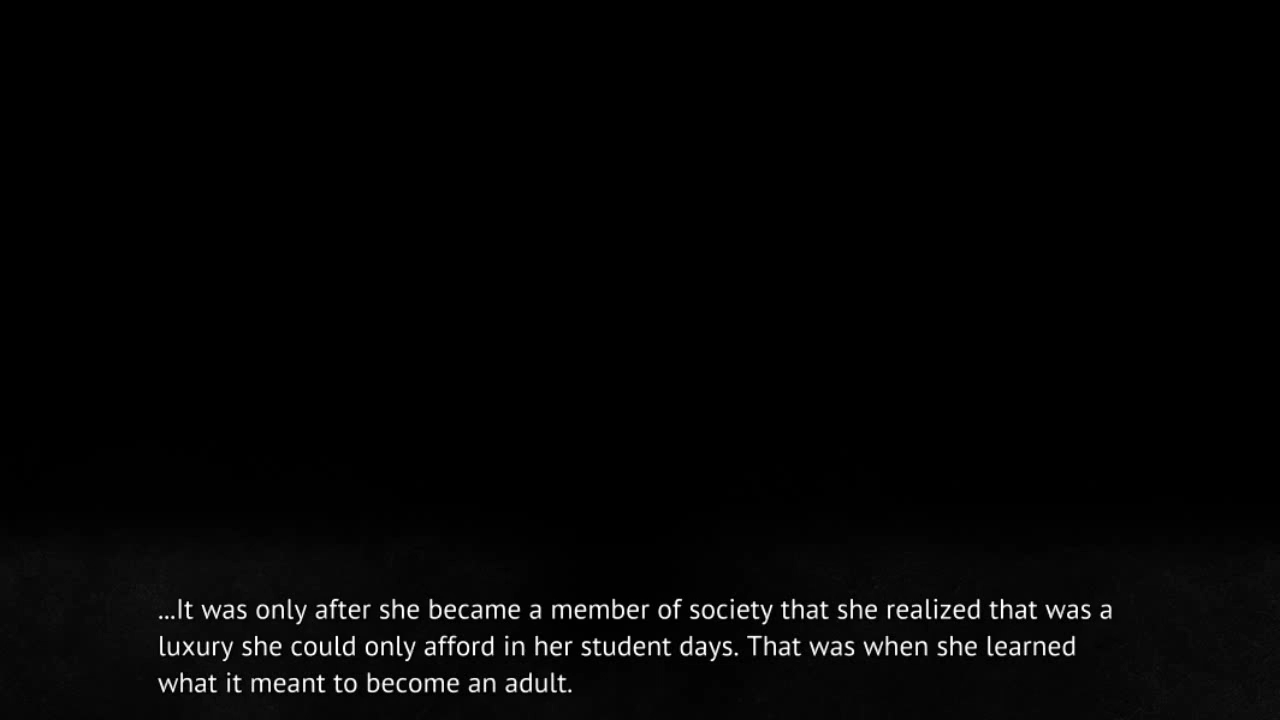 ...It was only after she became a member of society that she realized that was a
luxury she could only afford in her student days. That was when she learned
what it meant to become an adult.